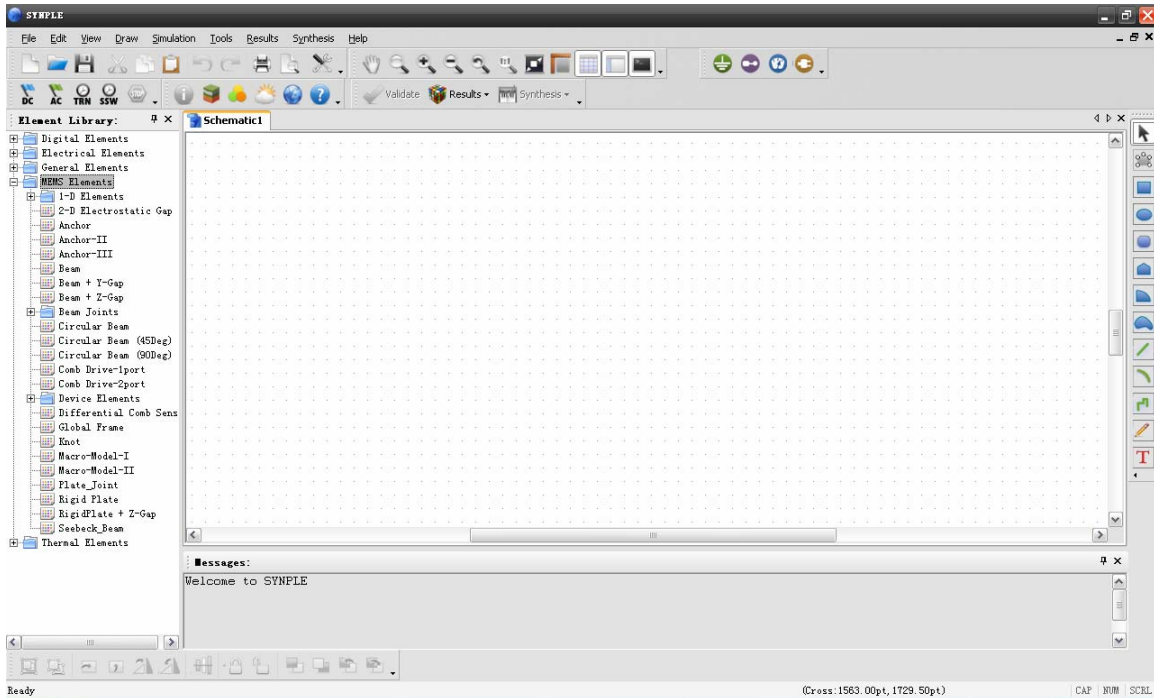 SYNPLE
File Edit View Draw Simulation Tools Results Synthesis Help
DC AC TRN SSW Validate Results Synthesis
Element Library:
Schematic1
Digital Elements
Electrical Elements
General Elements
MEMS Elements
1-D Elements
2-D Electrostatic Gap
Anchor
Anchor-II
Anchor-III
Beam
Beam + Y-Gap
Beam + Z-Gap
Beam Joints
Circular Beam
Circular Beam (45Deg)
Circular Beam (90Deg)
Comb Drive-1port
Comb Drive-2port
Device Elements
Differential Comb Sens
Global Frame
Knot
Macro-Model-I
Macro-Model-II
Plate_Joint
Rigid Plate
RigidPlate + Z-Gap
Seebeck_Beam
Thermal Elements
T
Messages:
Welcome to SYNPLE
Ready
(Cross:1563.00pt,1729.50pt)
CAP NUM SCRL